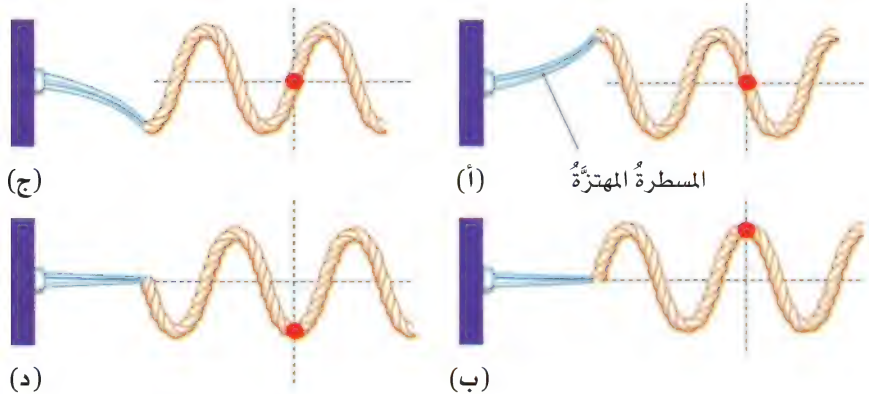 (أ)
المسطرةُ المهتزَّةُ
(ج)
(ب)
(د)